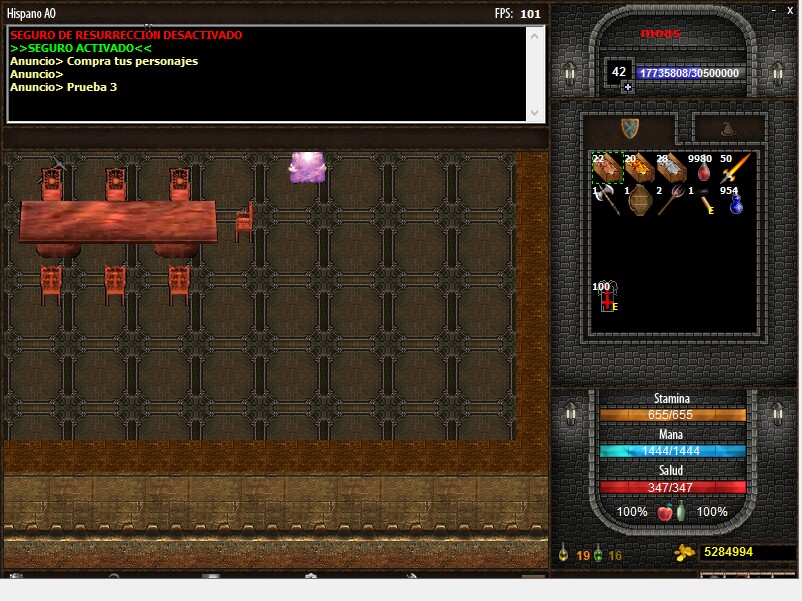 Hispano AO
FPS: 101
- x
SEGURO DE RESURRECCIÓN DESACTIVADO
>>SEGURO ACTIVADO<<
Anuncio> Compra tus personajes
Anuncio>
Anuncio> Prueba 3
moas
42
17735808/30500000
+
22 20 28 9980 50
1 1 2 1 954
E
100
E
Stamina
655/655
Mana
1444/1444
Salud
347/347
100% 100%
19 16
5284994